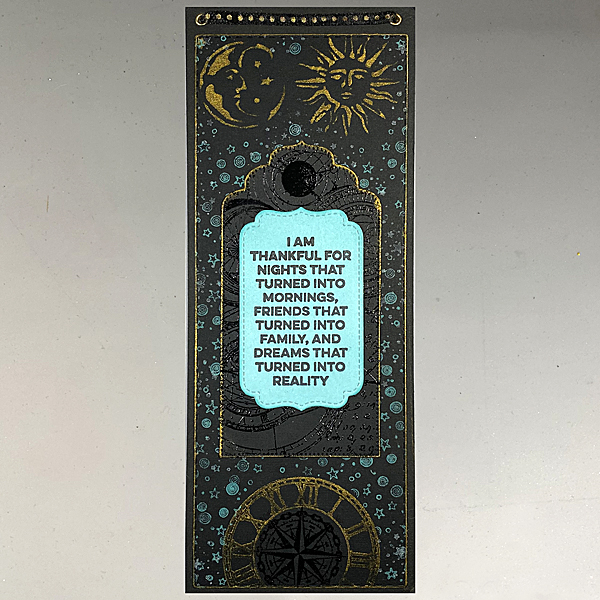 I AM
THANKFUL FOR
NIGHTS THAT
TURNED INTO
MORNINGS,
FRIENDS THAT
TURNED INTO
FAMILY, AND
DREAMS THAT
TURNED INTO
REALITY